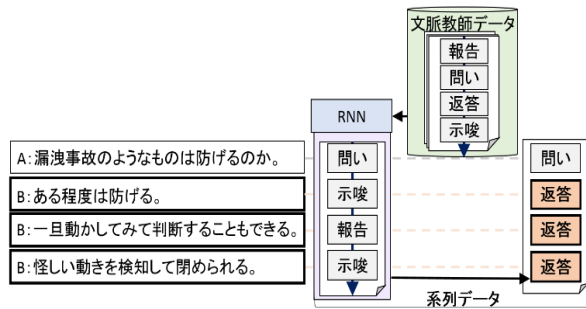 文脈教師データ
報告
問い
返答
示唆
RNN
A:漏洩事故のようなものは防げるのか。
問い
問い
B:ある程度は防げる。
示唆
返答
B:一旦動かしてみて判断することもできる。
報告
返答
B:怪しい動きを検知して閉められる。
示唆
返答
系列データ